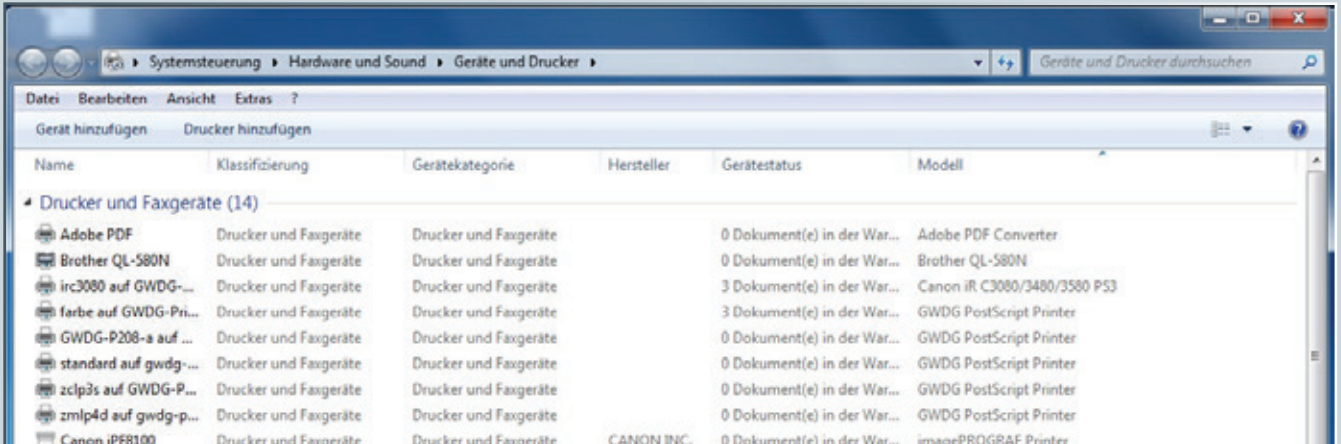 Systemsteuerung Hardware und Sound Geräte und Drucker Geräte und Drucker durchsuchen
Datei Bearbeiten Ansicht Extras ?
Gerät hinzufügen Drucker hinzufügen
Name Klassifizierung Gerätekategorie Hersteller Gerätestatus Modell
Drucker und Faxgeräte (14)
Adobe PDF Drucker und Faxgeräte Drucker und Faxgeräte 0 Dokument(e) in der War... Adobe PDF Converter
Brother QL-580N Drucker und Faxgeräte Drucker und Faxgeräte 0 Dokument(e) in der War... Brother QL-580N
irc3080 auf GWDG-... Drucker und Faxgeräte Drucker und Faxgeräte 3 Dokument(e) in der War... Canon iR C3080/3480/3580 PS3
farbe auf GWDG-Pri... Drucker und Faxgeräte Drucker und Faxgeräte 3 Dokument(e) in der War... GWDG PostScript Printer
GWDG-P208-a auf ... Drucker und Faxgeräte Drucker und Faxgeräte 0 Dokument(e) in der War... GWDG PostScript Printer
standard auf gwdg-... Drucker und Faxgeräte Drucker und Faxgeräte 0 Dokument(e) in der War... GWDG PostScript Printer
zclp3s auf GWDG-P... Drucker und Faxgeräte Drucker und Faxgeräte 0 Dokument(e) in der War... GWDG PostScript Printer
zmlp4d auf gwdg-p... Drucker und Faxgeräte Drucker und Faxgeräte 0 Dokument(e) in der War... GWDG PostScript Printer
Canon iPF8100 Drucker und Faxgeräte Drucker und Faxgeräte CANON INC. 0 Dokument(e) in der War... imagePROGRAF Printer